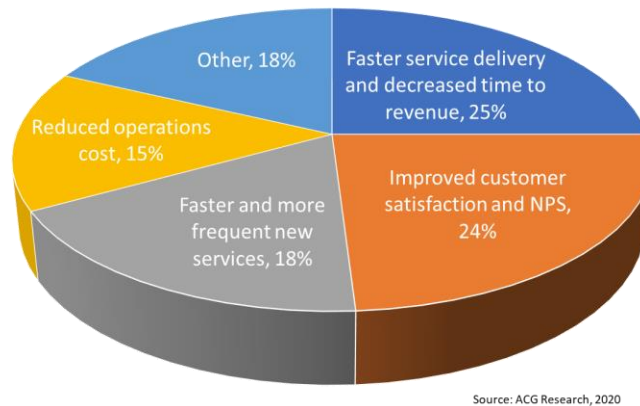 Other, 18%
Faster service delivery
and decreased time to
revenue, 25%
Reduced operations
cost, 15%
Improved customer
satisfaction and NPS,
24%
Faster and more
frequent new
services, 18%
Source: ACG Research, 2020